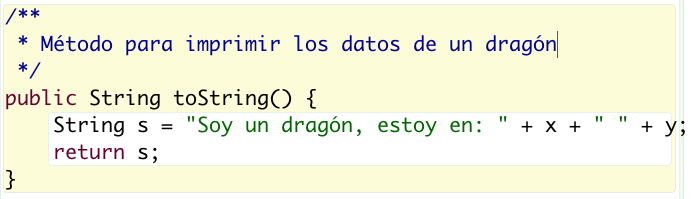 /**
 * Método para imprimir los datos de un dragón
 */
public String toString() {
    String s = "Soy un dragón, estoy en: " + x + " " + y;
    return s;
}